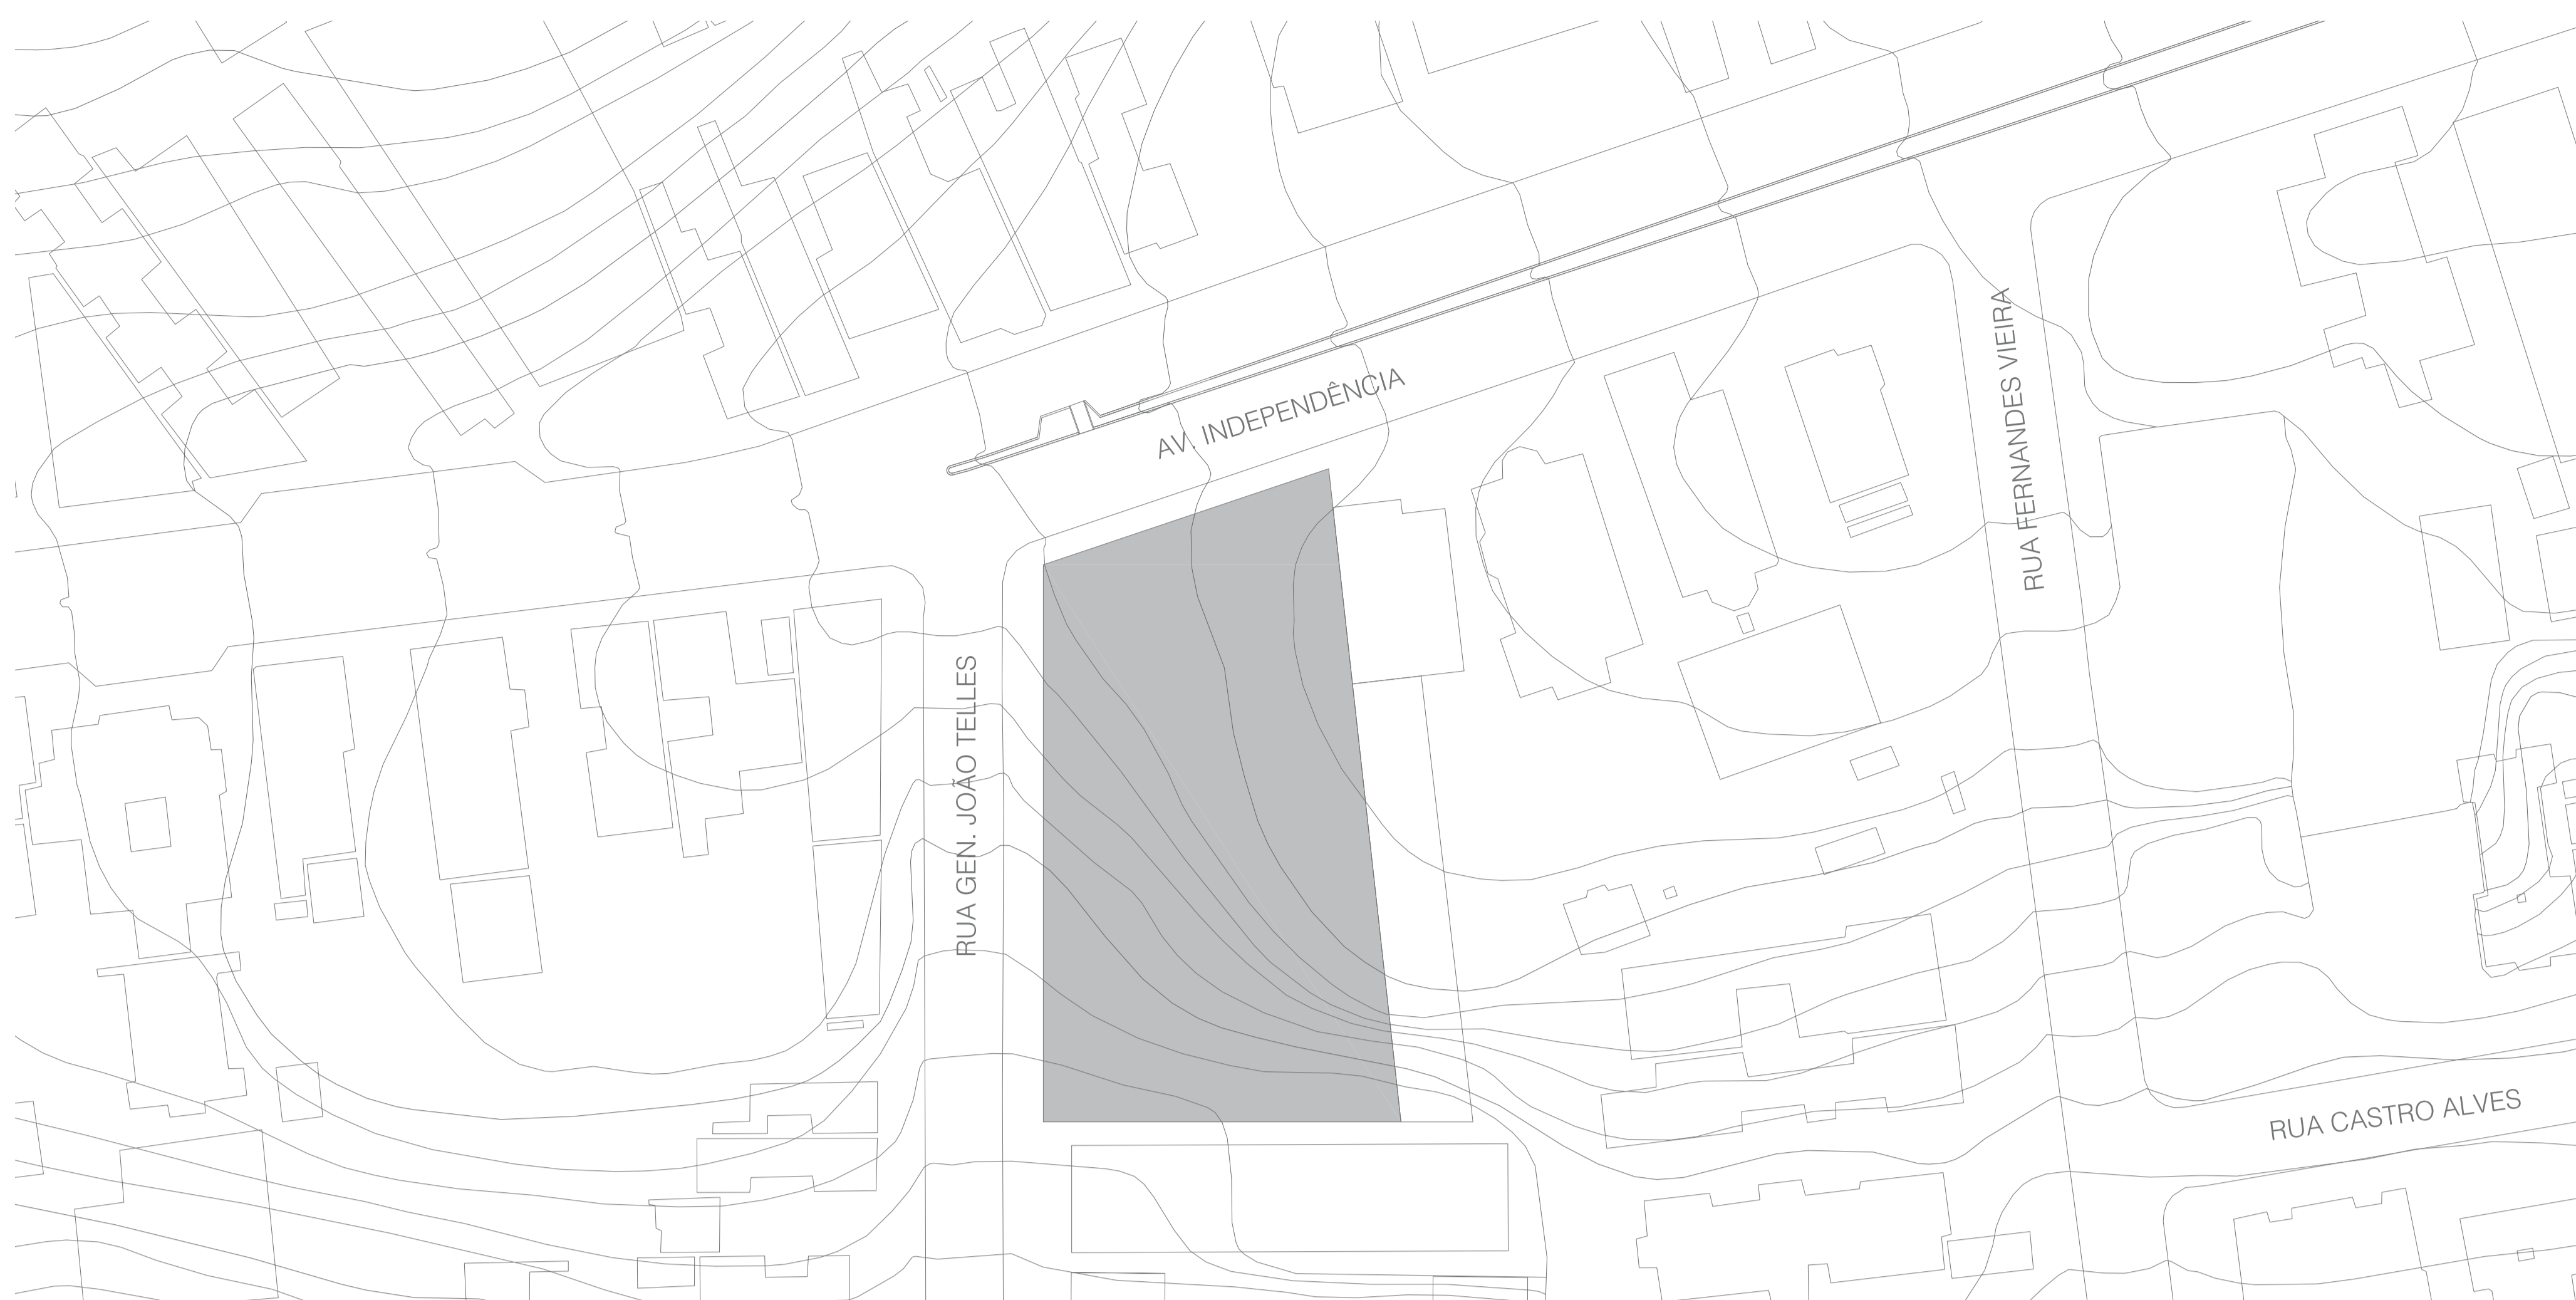 AV. INDEPENDÊNCIA
RUA FERNANDES VIEIRA
RUA GEN. JOÃO TELLES
RUA CASTRO ALVES